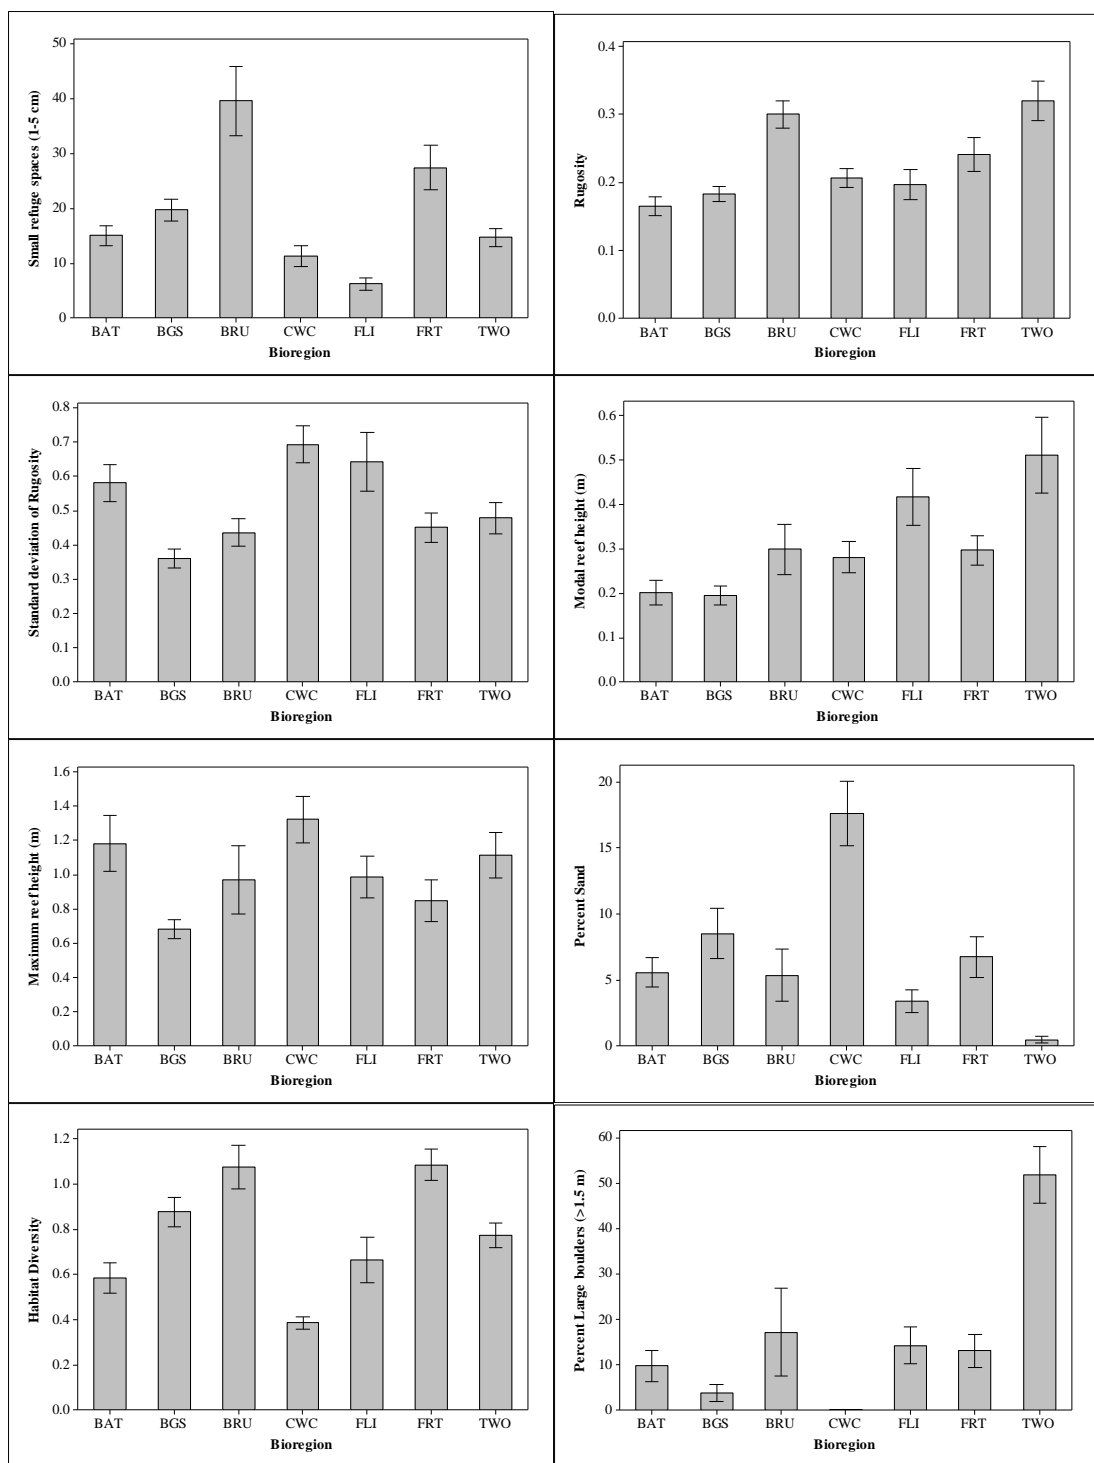 Small refuge spaces (1-5 cm)
50
40
30
20
10
0
BAT BGS BRU CWC FLI FRT TWO
Bioregion
Rugosity
0.4
0.3
0.2
0.1
0.0
BAT BGS BRU CWC FLI FRT TWO
Bioregion
Standard deviation of Rugosity
0.8
0.7
0.6
0.5
0.4
0.3
0.2
0.1
0.0
BAT BGS BRU CWC FLI FRT TWO
Bioregion
Modal reef height (m)
0.6
0.5
0.4
0.3
0.2
0.1
0.0
BAT BGS BRU CWC FLI FRT TWO
Bioregion
Maximum reef height (m)
1.6
1.4
1.2
1.0
0.8
0.6
0.4
0.2
0.0
BAT BGS BRU CWC FLI FRT TWO
Bioregion
Percent Sand
20
15
10
5
0
BAT BGS BRU CWC FLI FRT TWO
Bioregion
Habitat Diversity
1.2
1.0
0.8
0.6
0.4
0.2
0.0
BAT BGS BRU CWC FLI FRT TWO
Bioregion
Percent Large boulders (>1.5 m)
60
50
40
30
20
10
0
BAT BGS BRU CWC FLI FRT TWO
Bioregion